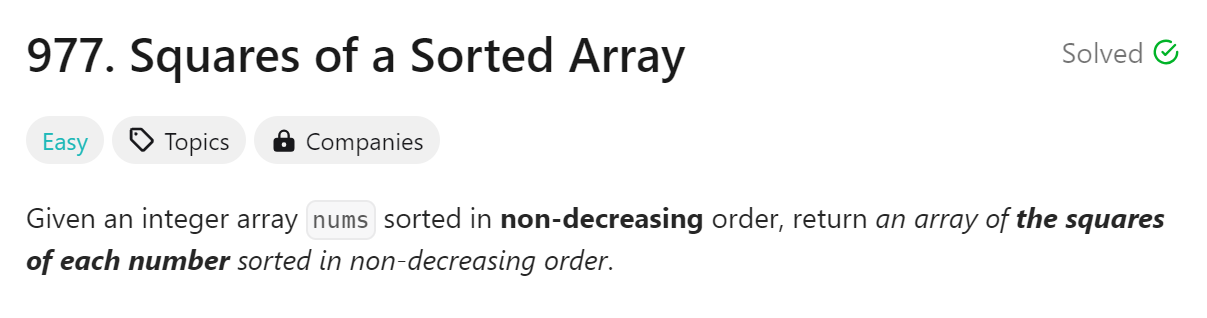 977. Squares of a Sorted Array
Solved
Easy Topics Companies
Given an integer array nums sorted in non-decreasing order, return an array of the squares
of each number sorted in non-decreasing order.